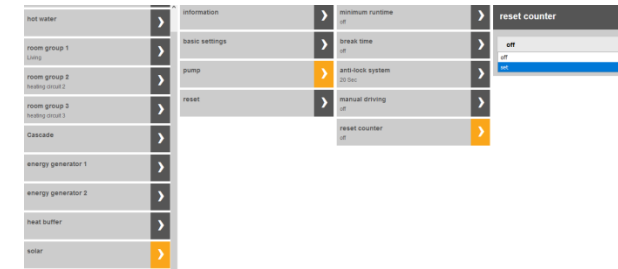 hot water
room group 1
Living
room group 2
heating circuit 2
room group 3
heating circuit 3
Cascade
energy generator 1
energy generator 2
heat buffer
solar
information
basic settings
pump
reset
minimum runtime
off
break time
off
anti-lock system
20 Sec
manual driving
off
reset counter
off
reset counter
off
off
set